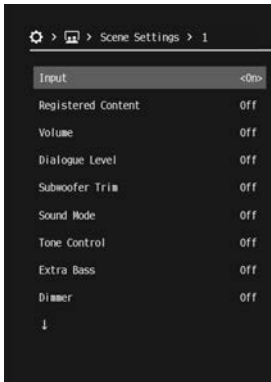 > > Scene Settings > 1
Input <On>
Registered Content Off
Volume Off
Dialogue Level Off
Subwoofer Trim Off
Sound Mode Off
Tone Control Off
Extra Bass Off
Dimmer Off
↓